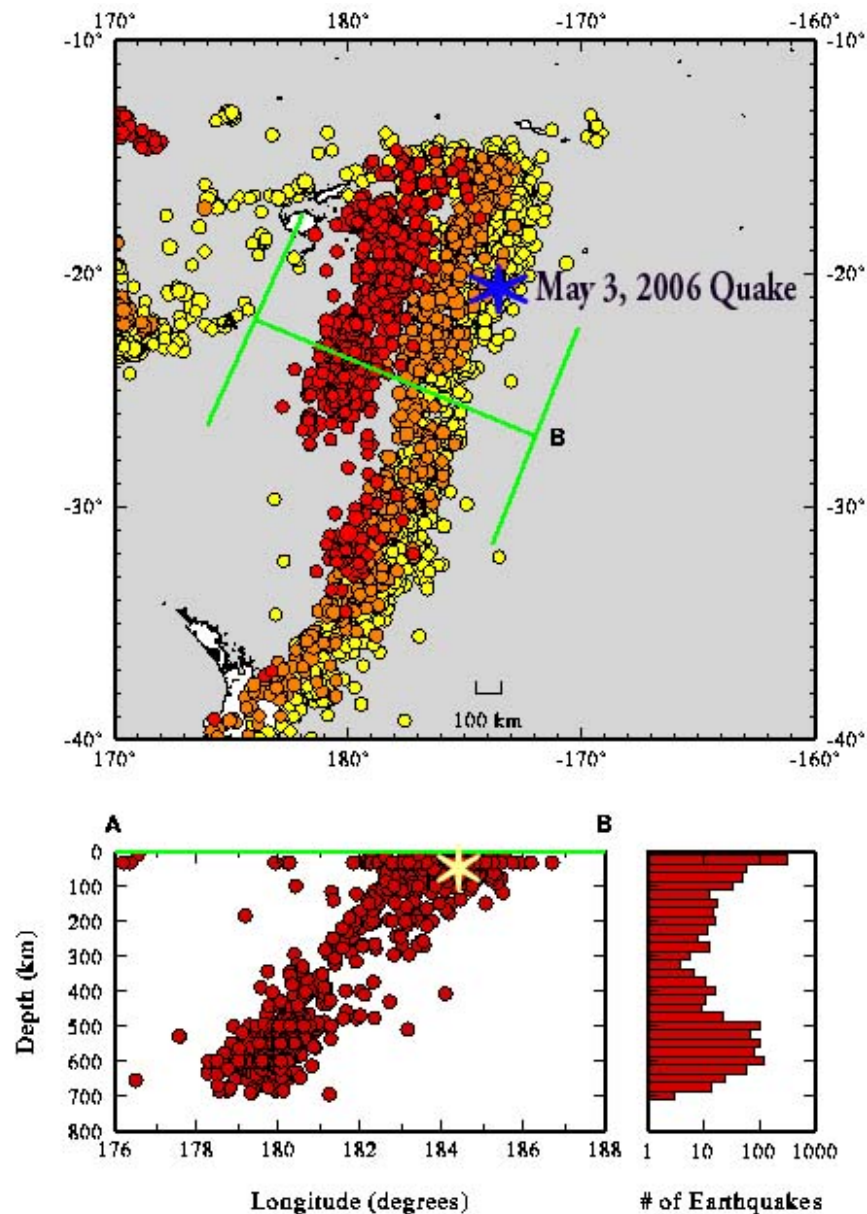 170° 180° -170° -160°
-10° -10°
-20° May 3, 2006 Quake -20°
A
B
-30° -30°
100 km
-40° -40°
170° 180° -170° -160°
A B
0
100
200
300
400
500
600
700
800
Depth (km)
176 178 180 182 184 186 188
1 10 100 1000
Longitude (degrees) # of Earthquakes